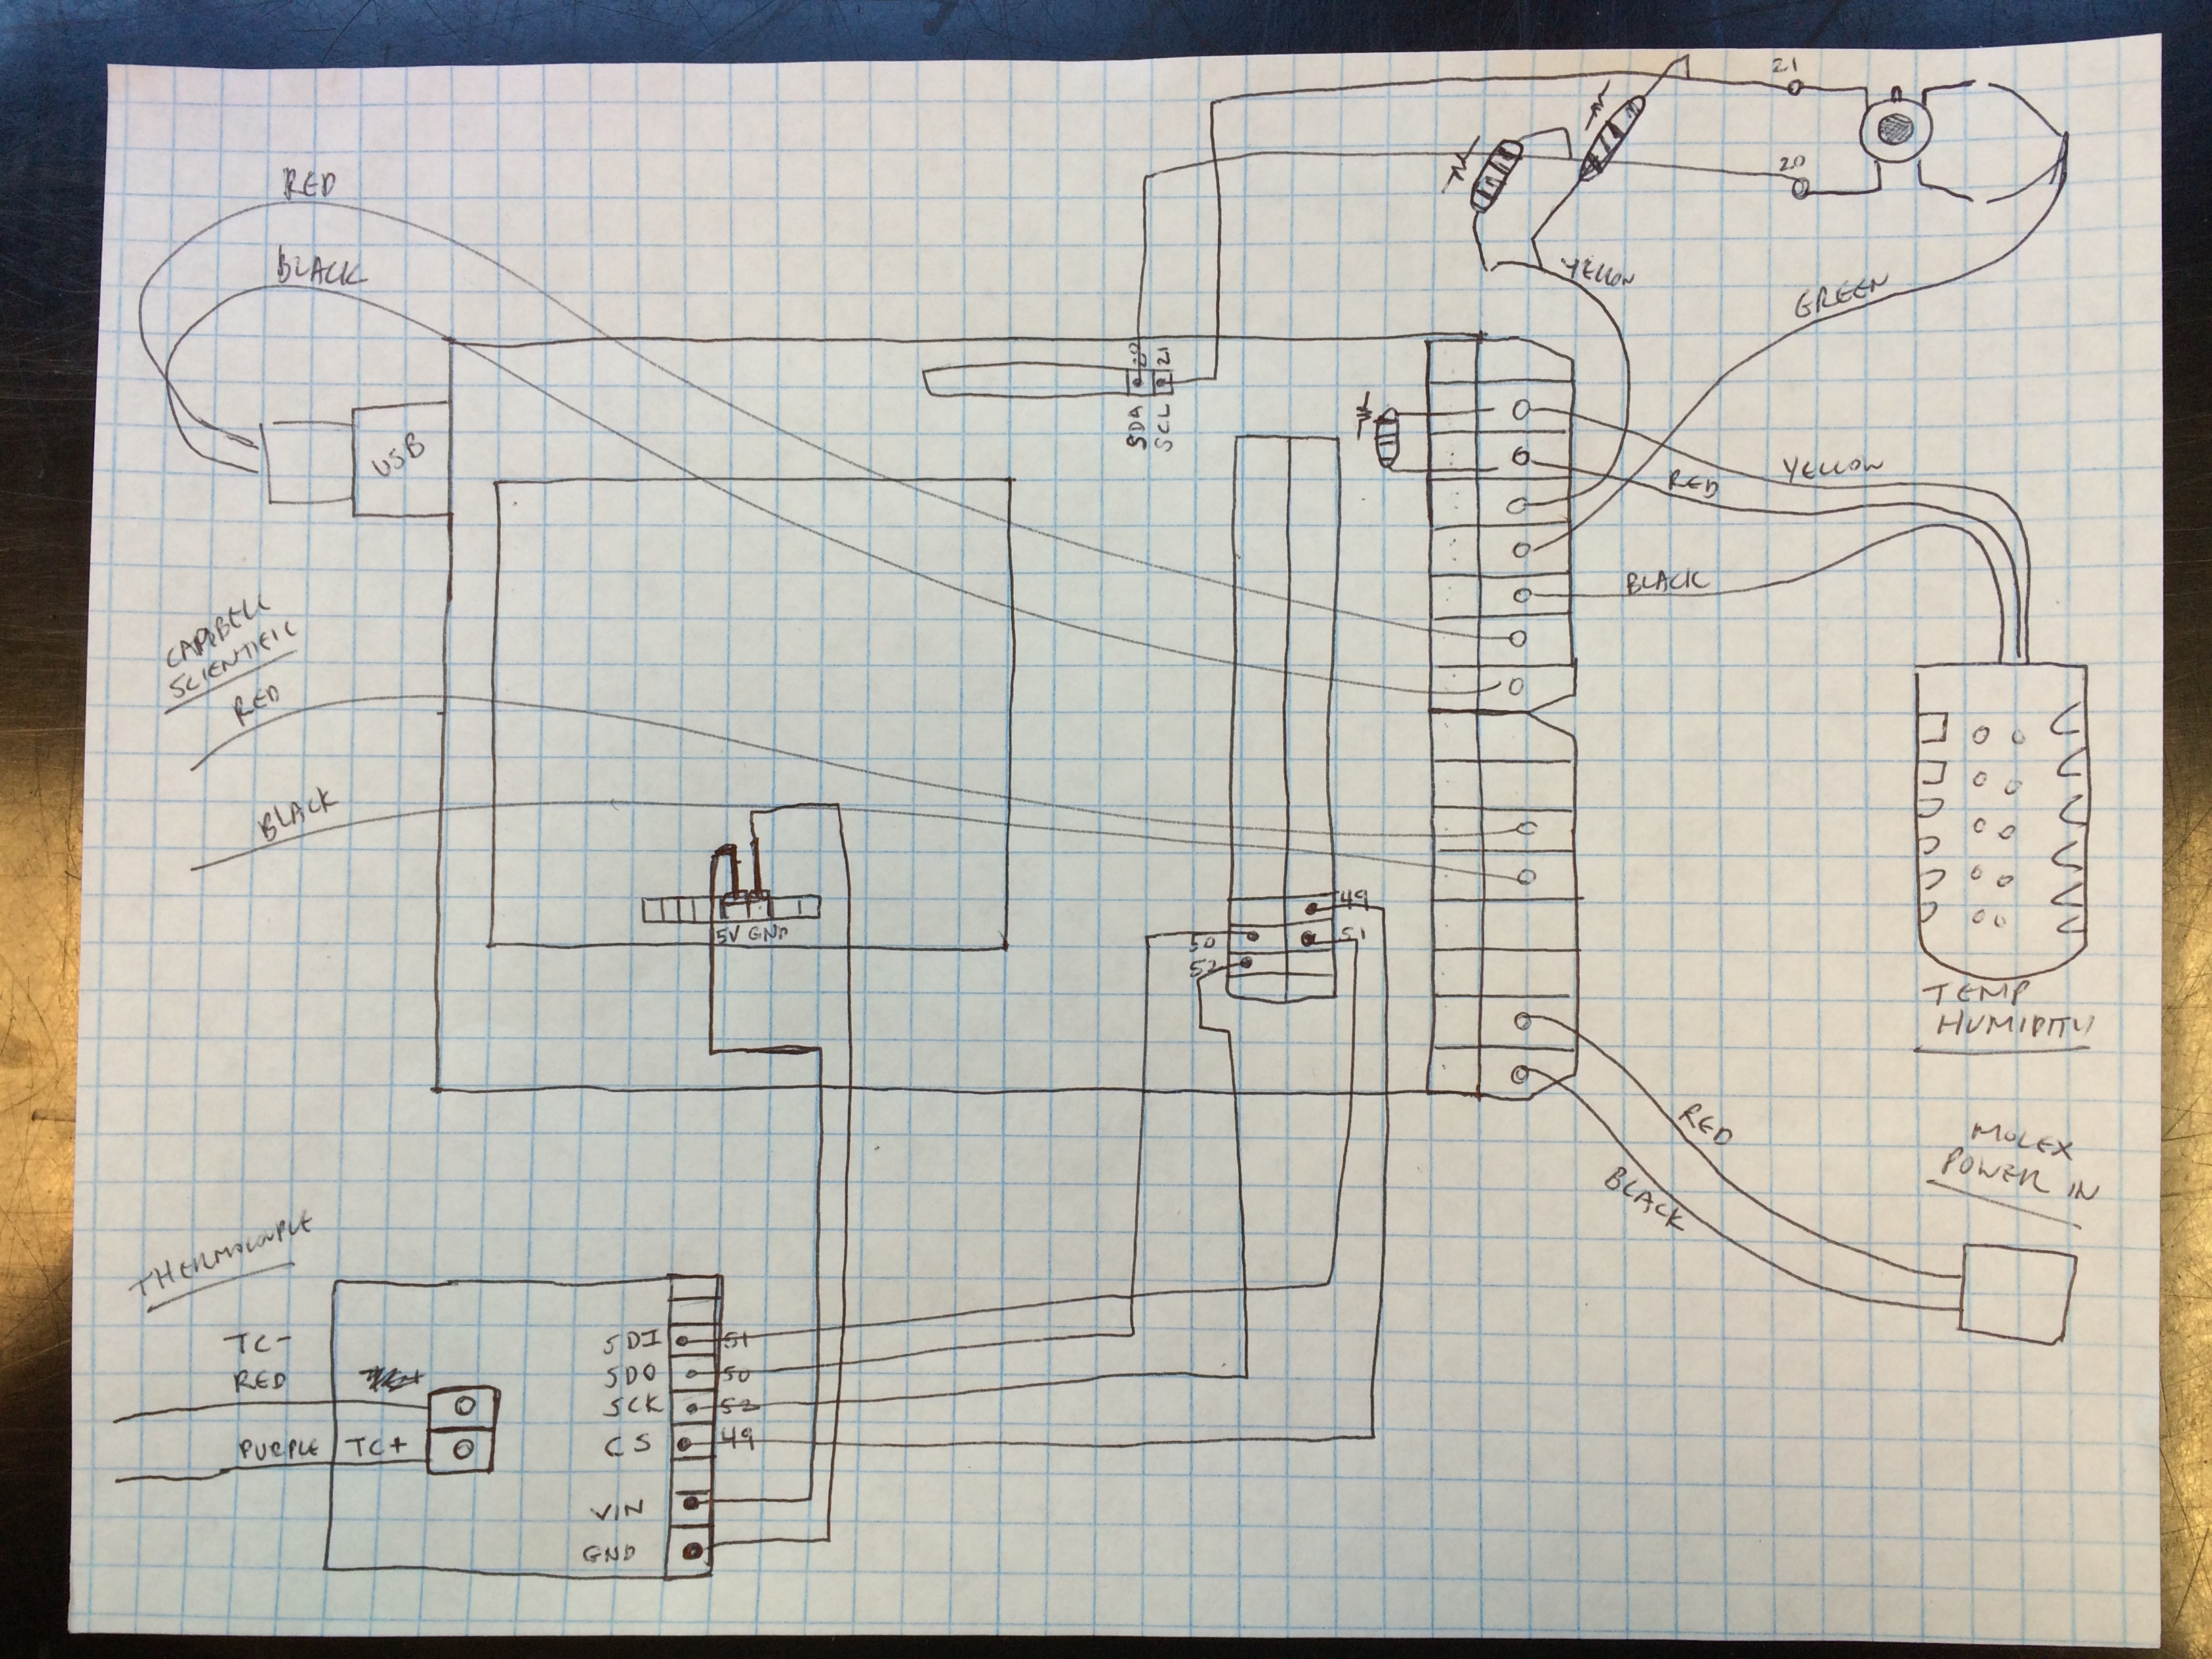 21
20
RED
BLACK
YELLOW
GREEN
20
21
SDA
SCL
USB
YELLOW
RED
BLACK
CAMPBELL
SCIENTIFIC
RED
BLACK
5V GND
49
50
51
52
TEMP
HUMIDITY
RED
BLACK
MOLEX
POWER IN
THERMOCOUPLE
TC-
RED
PURPLE
TC+
SDI
51
SDO
50
SCK
52
CS
49
VIN
GND